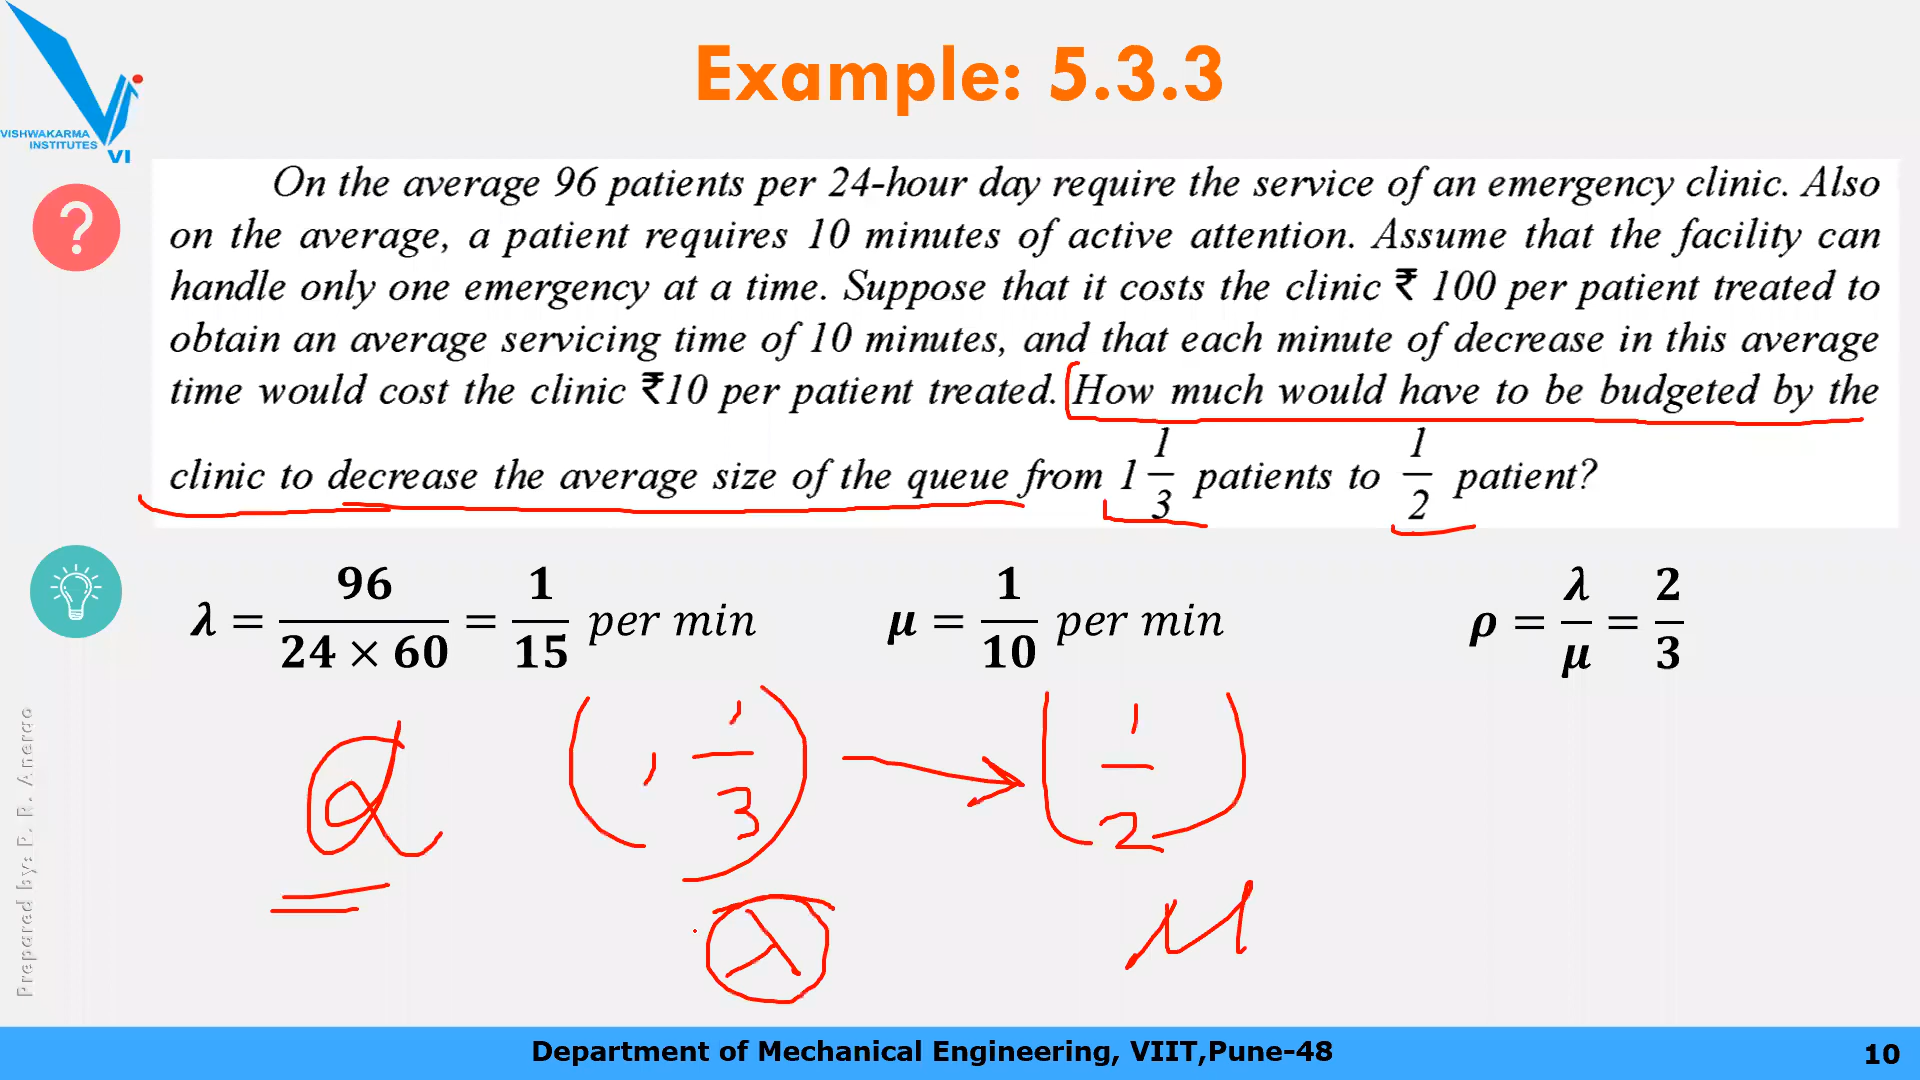 Example: 5.3.3
VISHWAKARMA
INSTITUTES
VI
?
On the average 96 patients per 24-hour day require the service of an emergency clinic. Also
on the average, a patient requires 10 minutes of active attention. Assume that the facility can
handle only one emergency at a time. Suppose that it costs the clinic ₹ 100 per patient treated to
obtain an average servicing time of 10 minutes, and that each minute of decrease in this average
time would cost the clinic ₹10 per patient treated. How much would have to be budgeted by the
clinic to decrease the average size of the queue from 1 1/3 patients to 1/2 patient?
λ = 96/(24 × 60) = 1/15 per min μ = 1/10 per min ρ = λ/μ = 2/3
Q (1 1/3) → (1/2)
λ μ
Prepared by: P. R. Anerao
Department of Mechanical Engineering, VIIT,Pune-48
10